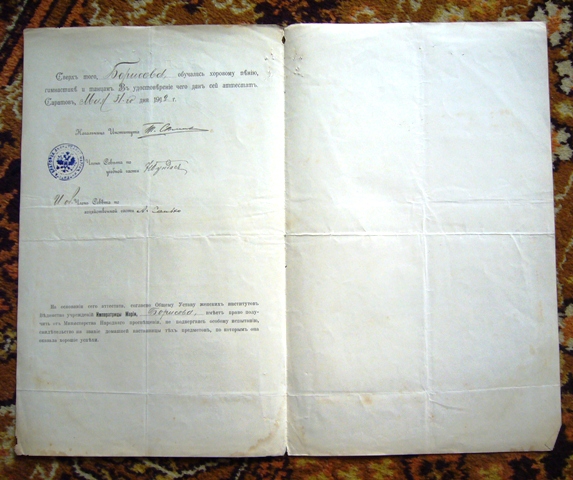 Сверхъ того, Борисова, обучалась хоровому пѣнію,
гимнастикѣ и танцамъ. Въ удостовѣреніе чего данъ сей аттестатъ.
Саратовъ, Мая дня 191 г.
Начальница Института
Членъ Совѣта по
учебной части
И. об. Членъ Совѣта по
хозяйственной части
На основаніи сего аттестата, согласно Общему Уставу женскихъ институтовъ
Вѣдомства учрежденій Императрицы Маріи, Борисова, имѣетъ право полу-
чить отъ Министерства Народнаго просвѣщенія, не подвергаясь особому испытанію,
свидѣтельство на званіе домашней наставницы тѣхъ предметовъ, по которымъ она
оказала хорошіе успѣхи.